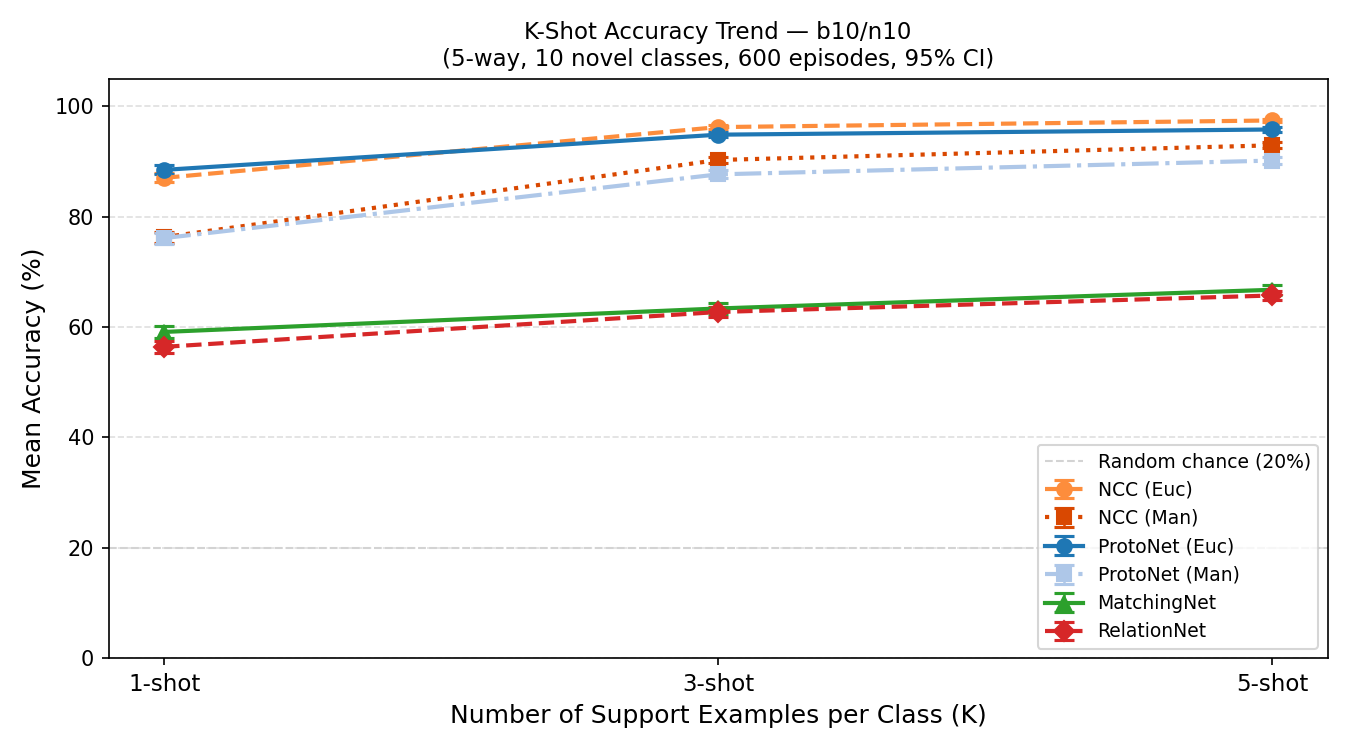 K-Shot Accuracy Trend — b10/n10
(5-way, 10 novel classes, 600 episodes, 95% CI)
Mean Accuracy (%)
100
80
60
40
20
0
Random chance (20%)
NCC (Euc)
NCC (Man)
ProtoNet (Euc)
ProtoNet (Man)
MatchingNet
RelationNet
1-shot
3-shot
5-shot
Number of Support Examples per Class (K)